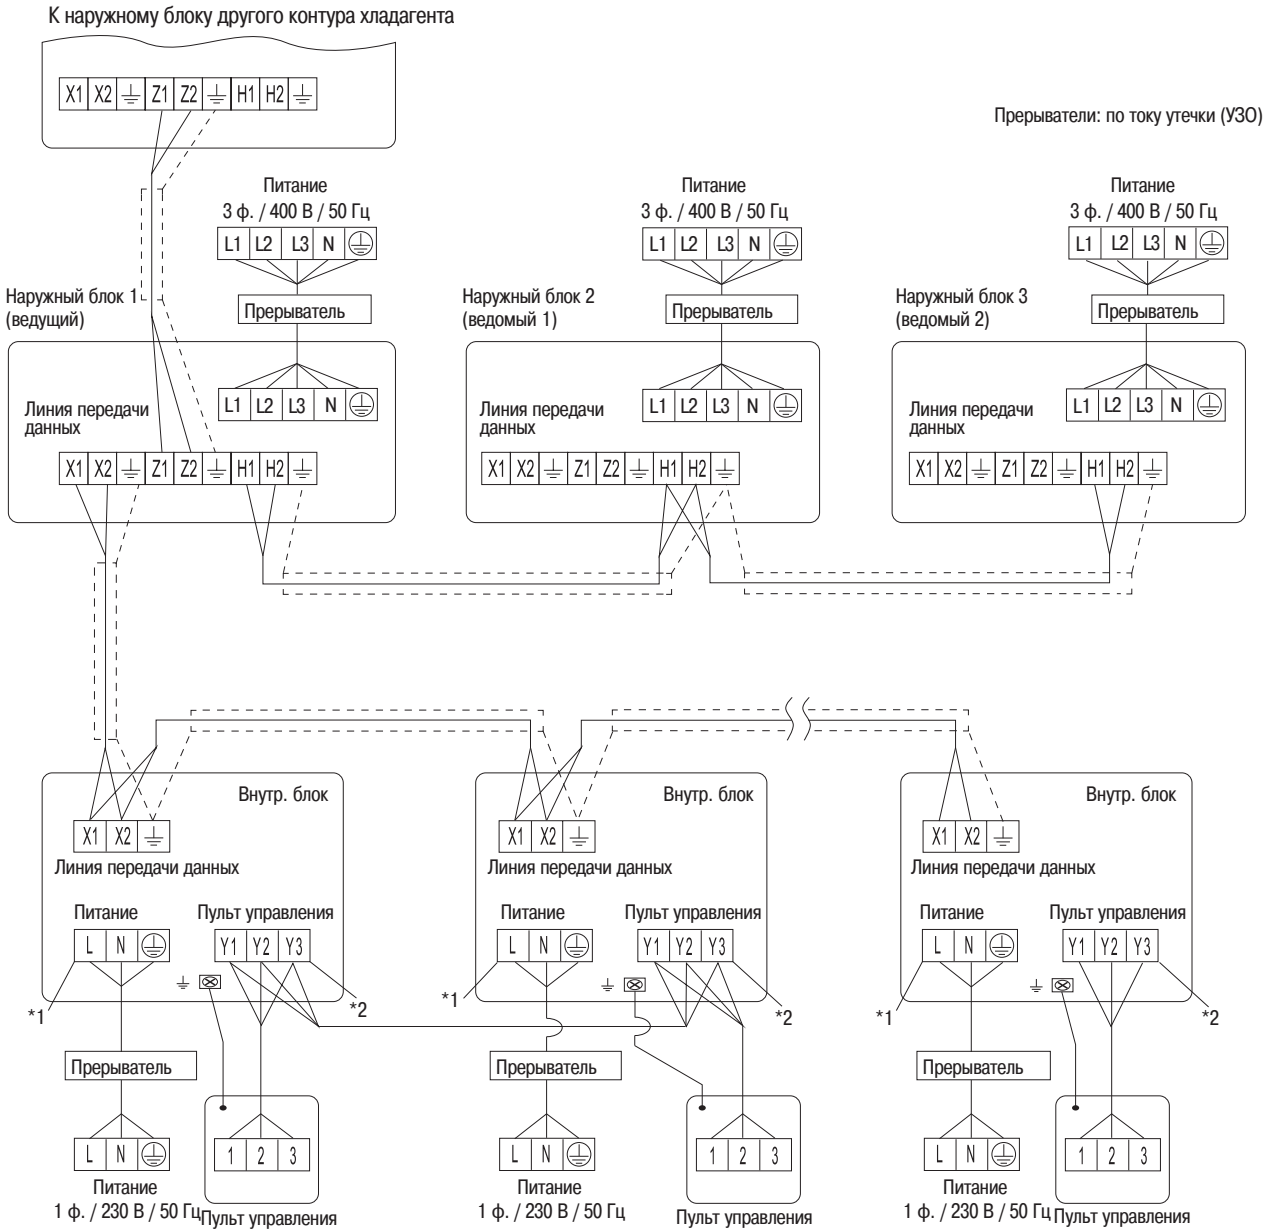 К наружному блоку другого контура хладагента
X1 X2 Z1 Z2 H1 H2
Прерыватели: по току утечки (УЗО)
Питание
3 ф. / 400 В / 50 Гц
L1 L2 L3 N
Прерыватель
Питание
3 ф. / 400 В / 50 Гц
L1 L2 L3 N
Прерыватель
Питание
3 ф. / 400 В / 50 Гц
L1 L2 L3 N
Прерыватель
Наружный блок 1
(ведущий)
L1 L2 L3 N
Линия передачи
данных
X1 X2 Z1 Z2 H1 H2
Наружный блок 2
(ведомый 1)
L1 L2 L3 N
Линия передачи
данных
X1 X2 Z1 Z2 H1 H2
Наружный блок 3
(ведомый 2)
L1 L2 L3 N
Линия передачи
данных
X1 X2 Z1 Z2 H1 H2
Внутр. блок
X1 X2
Линия передачи данных
Питание
L N
Пульт управления
Y1 Y2 Y3
*1
*2
Прерыватель
L N
Питание
1 ф. / 230 В / 50 Гц
1 2 3
Пульт управления
Внутр. блок
X1 X2
Линия передачи данных
Питание
L N
Пульт управления
Y1 Y2 Y3
*1
*2
Прерыватель
L N
Питание
1 ф. / 230 В / 50 Гц
1 2 3
Пульт управления
Внутр. блок
X1 X2
Линия передачи данных
Питание
L N
Пульт управления
Y1 Y2 Y3
*1
*2
Прерыватель
L N
Питание
1 ф. / 230 В / 50 Гц
1 2 3
Пульт управления